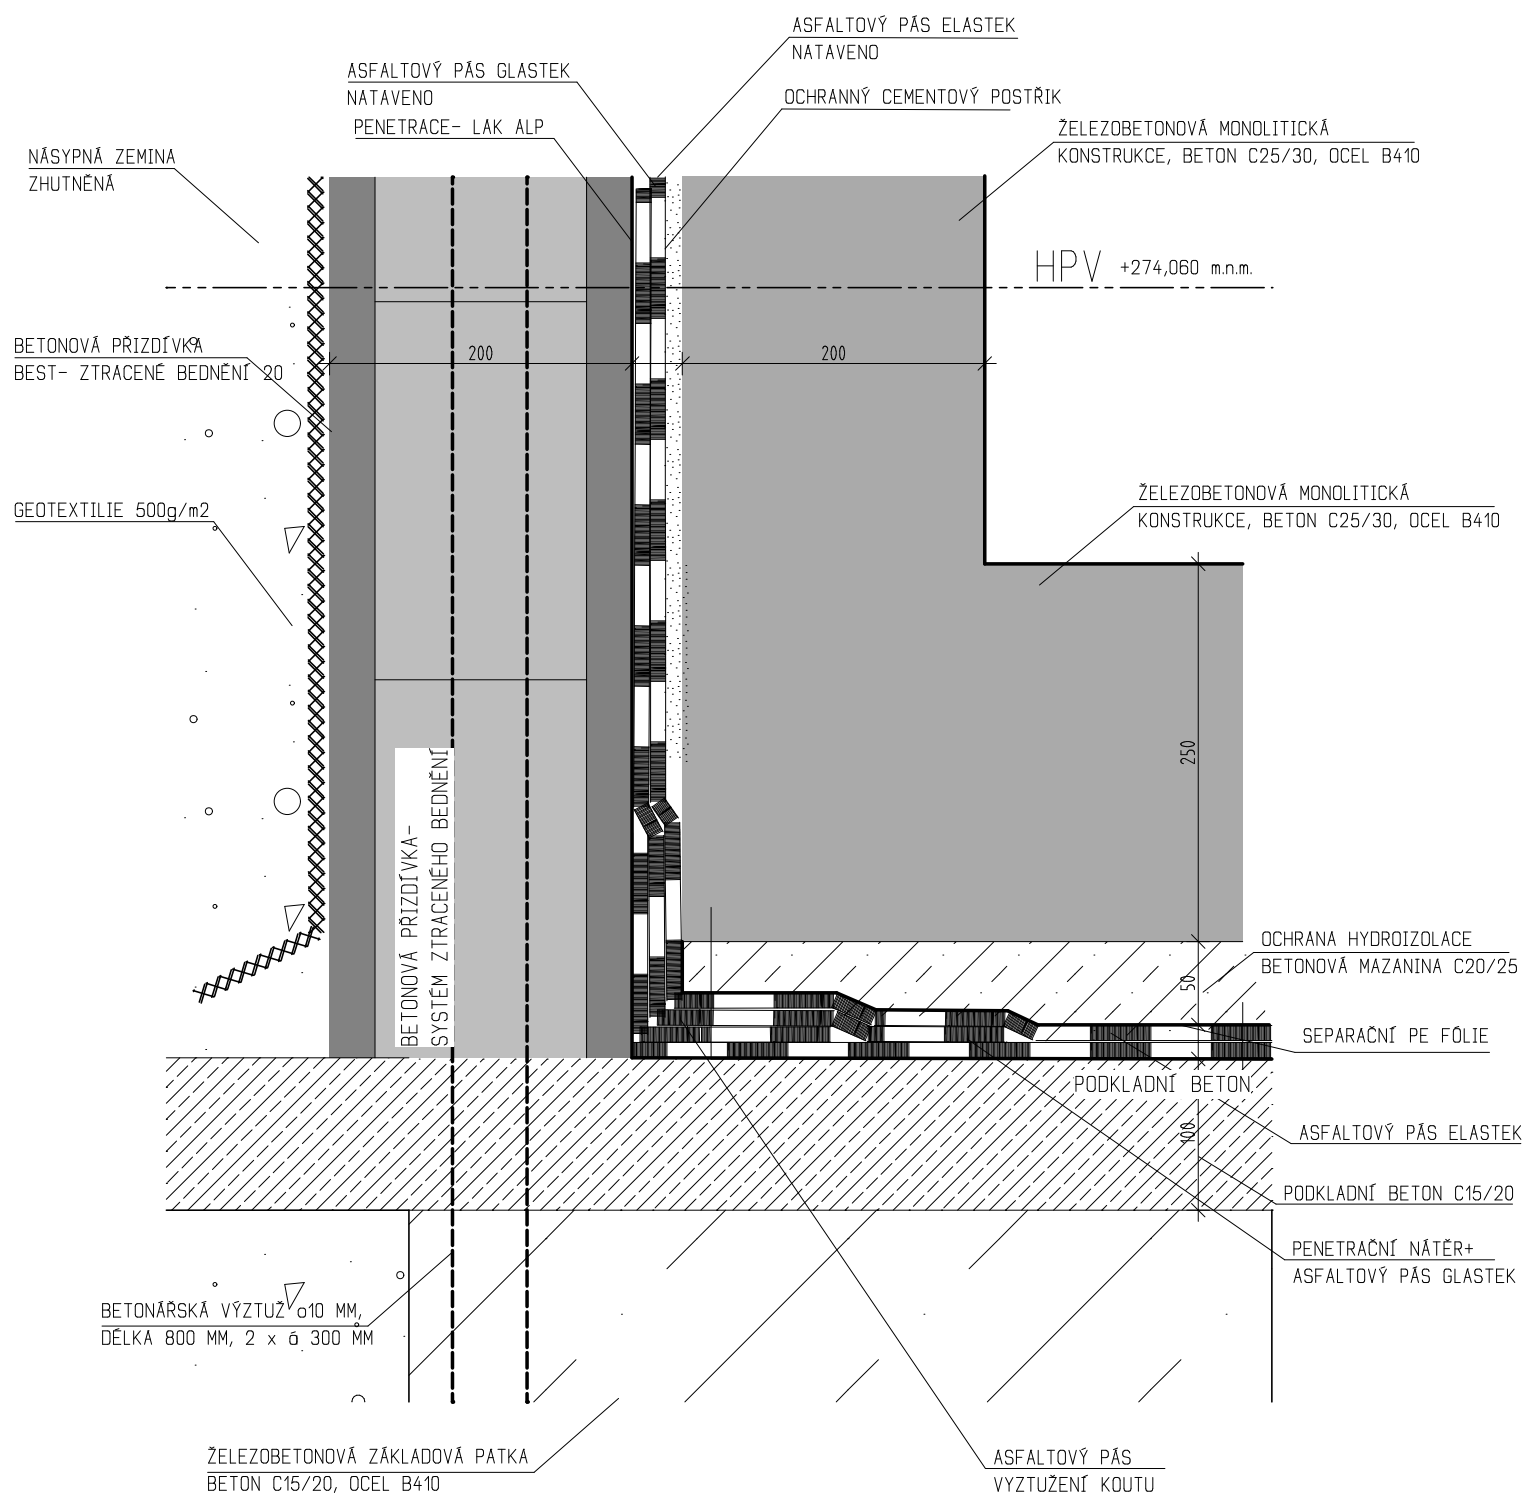 ASFALTOVÝ PÁS ELASTEK
NATAVENO
ASFALTOVÝ PÁS GLASTEK
NATAVENO
OCHRANNÝ CEMENTOVÝ POSTŘIK
PENETRACE- LAK ALP
ŽELEZOBETONOVÁ MONOLITICKÁ
KONSTRUKCE, BETON C25/30, OCEL B410
NÁSYPNÁ ZEMINA
ZHUTNĚNÁ
HPV +274,060 m.n.m.
BETONOVÁ PŘIZDÍVKA
BEST- ZTRACENÉ BEDNĚNÍ 20
200
200
GEOTEXTILIE 500g/m2
ŽELEZOBETONOVÁ MONOLITICKÁ
KONSTRUKCE, BETON C25/30, OCEL B410
250
BETONOVÁ PŘIZDÍVKA-
SYSTÉM ZTRACENÉHO BEDNĚNÍ
OCHRANA HYDROIZOLACE
BETONOVÁ MAZANINA C20/25
50
SEPARAČNÍ PE FÓLIE
PODKLADNÍ BETON
100
ASFALTOVÝ PÁS ELASTEK
PODKLADNÍ BETON C15/20
PENETRAČNÍ NÁTĚR+
ASFALTOVÝ PÁS GLASTEK
BETONÁŘSKÁ VÝZTUŽ o10 MM,
DÉLKA 800 MM, 2 x á 300 MM
ŽELEZOBETONOVÁ ZÁKLADOVÁ PATKA
BETON C15/20, OCEL B410
ASFALTOVÝ PÁS
VYZTUŽENÍ KOUTU